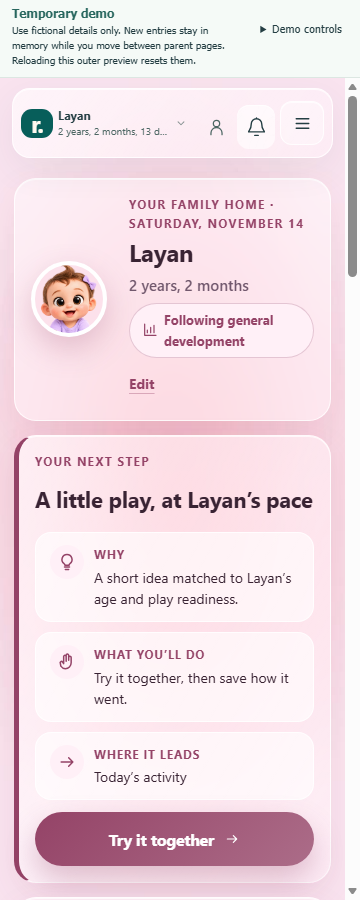 Temporary demo
Use fictional details only. New entries stay in
memory while you move between parent pages.
Reloading this outer preview resets them.
▶ Demo controls
r.
Layan
2 years, 2 months, 13 d...
YOUR FAMILY HOME ·
SATURDAY, NOVEMBER 14
Layan
2 years, 2 months
Following general
development
Edit
YOUR NEXT STEP
A little play, at Layan’s pace
WHY
A short idea matched to Layan’s
age and play readiness.
WHAT YOU’LL DO
Try it together, then save how it
went.
WHERE IT LEADS
Today’s activity
Try it together →